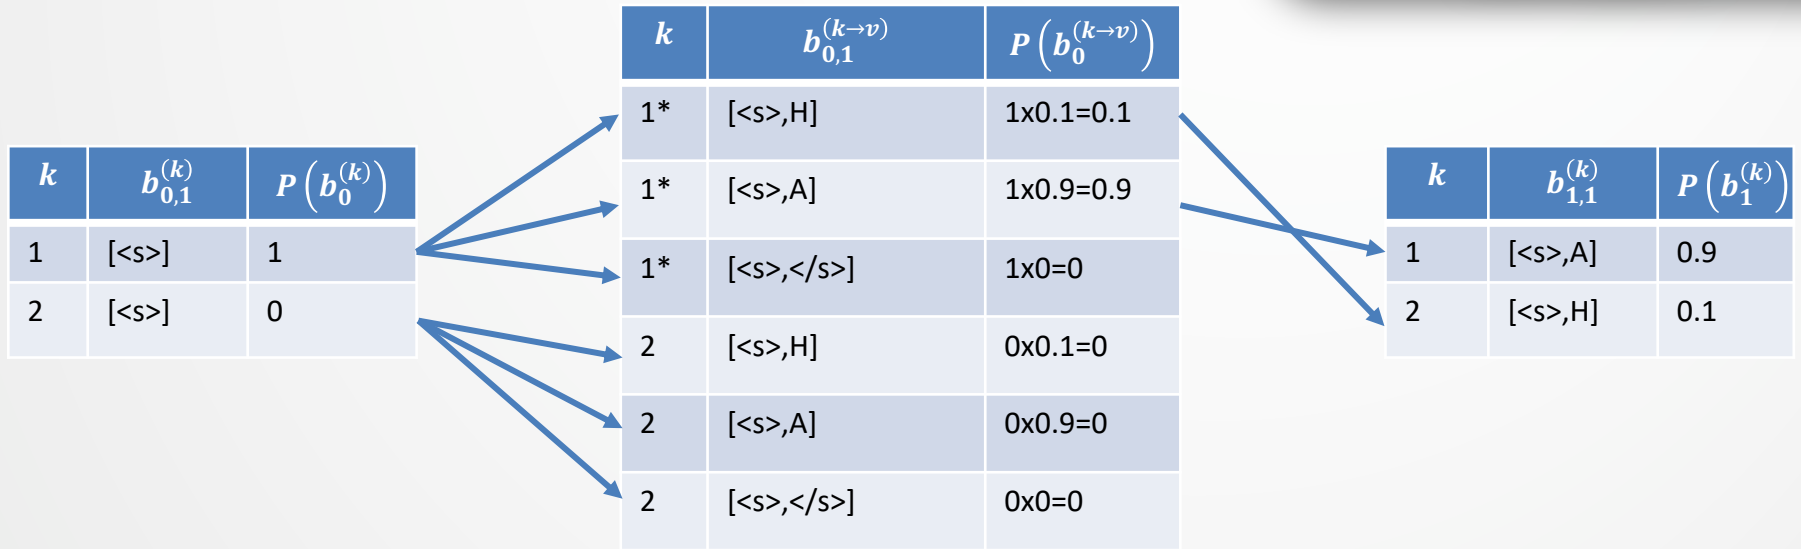 k b_{0,1}^{(k)} P(b_0^{(k)})
1 [<s>] 1
2 [<s>] 0
k b_{0,1}^{(k→v)} P(b_0^{(k→v)})
1* [<s>,H] 1x0.1=0.1
1* [<s>,A] 1x0.9=0.9
1* [<s>,</s>] 1x0=0
2 [<s>,H] 0x0.1=0
2 [<s>,A] 0x0.9=0
2 [<s>,</s>] 0x0=0
k b_{1,1}^{(k)} P(b_1^{(k)})
1 [<s>,A] 0.9
2 [<s>,H] 0.1